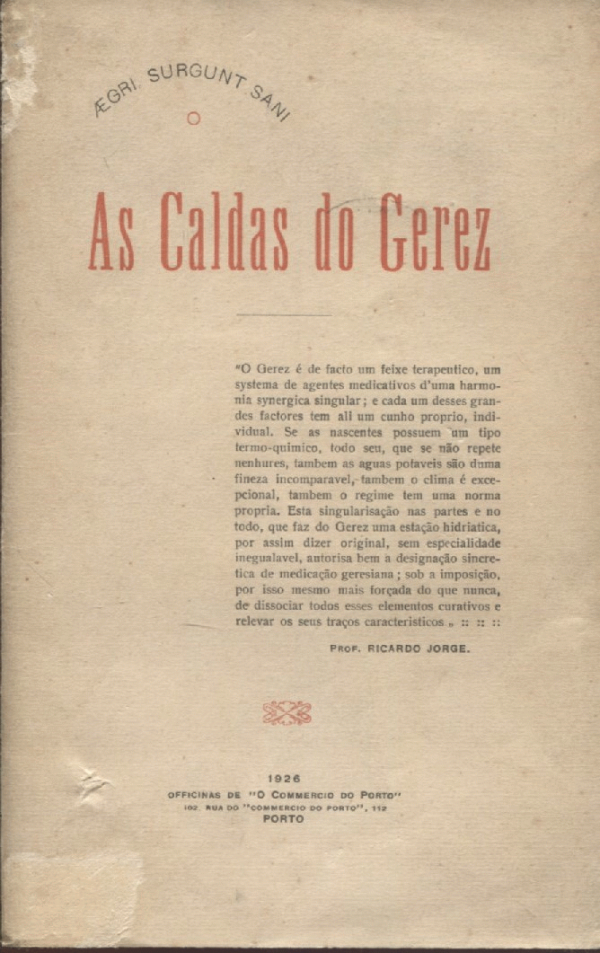 ÆGRI SURGUNT SANI
As Caldas do Gerez
"O Gerez é de facto um feixe terapeutico, um
systema de agentes medicativos d'uma harmo-
nia synergica singular; e cada um desses gran-
des factores tem ali um cunho proprio, indi-
vidual. Se as nascentes possuem um tipo
termo-quimico, todo seu, que se não repete
nenhures, tambem as aguas potaveis são duma
fineza incomparavel, tambem o clima é exce-
pcional, tambem o regime tem uma norma
propria. Esta singularisação nas partes e no
todo, que faz do Gerez uma estação hidriatica,
por assim dizer original, sem especialidade
inegualavel, autorisa bem a designação sincre-
tica de medicação geresiana; sob a imposição,
por isso mesmo mais forçada do que nunca,
de dissociar todos esses elementos curativos e
relevar os seus traços caracteristicos „ :: :: ::
PROF. RICARDO JORGE.
1926
OFFICINAS DE "O COMMERCIO DO PORTO"
102, RUA DO "COMMERCIO DO PORTO", 112
PORTO